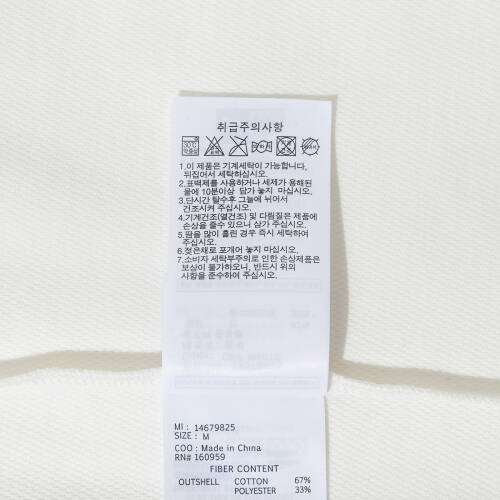 취급주의사항
30℃
약알칼리
1.이 제품은 기계세탁이 가능합니다,
뒤집어서 세탁하십시오.
2.표백제를 사용하거나 세제가 용해된
물에 10분이상 담가 놓지 마십시오.
3.단시간 탈수후 그늘에 뉘어서
건조시켜 주십시오.
4.기계건조(열건조) 및 다림질은 제품에
손상을 줄수 있으니 삼가 주십시오.
5.땀을 많이 흘린 경우 즉시 세탁하여
주십시오.
6.젖은채로 포개어 놓지 마십시오.
7.소비자 세탁부주의로 인한 손상제품은
보상이 불가하오니, 반드시 위의
사항을 준수하여 주십시오.
MI : 14679825
SIZE : M
COO : Made in China
RN# 160959
FIBER CONTENT
OUTSHELL COTTON 67%
POLYESTER 33%